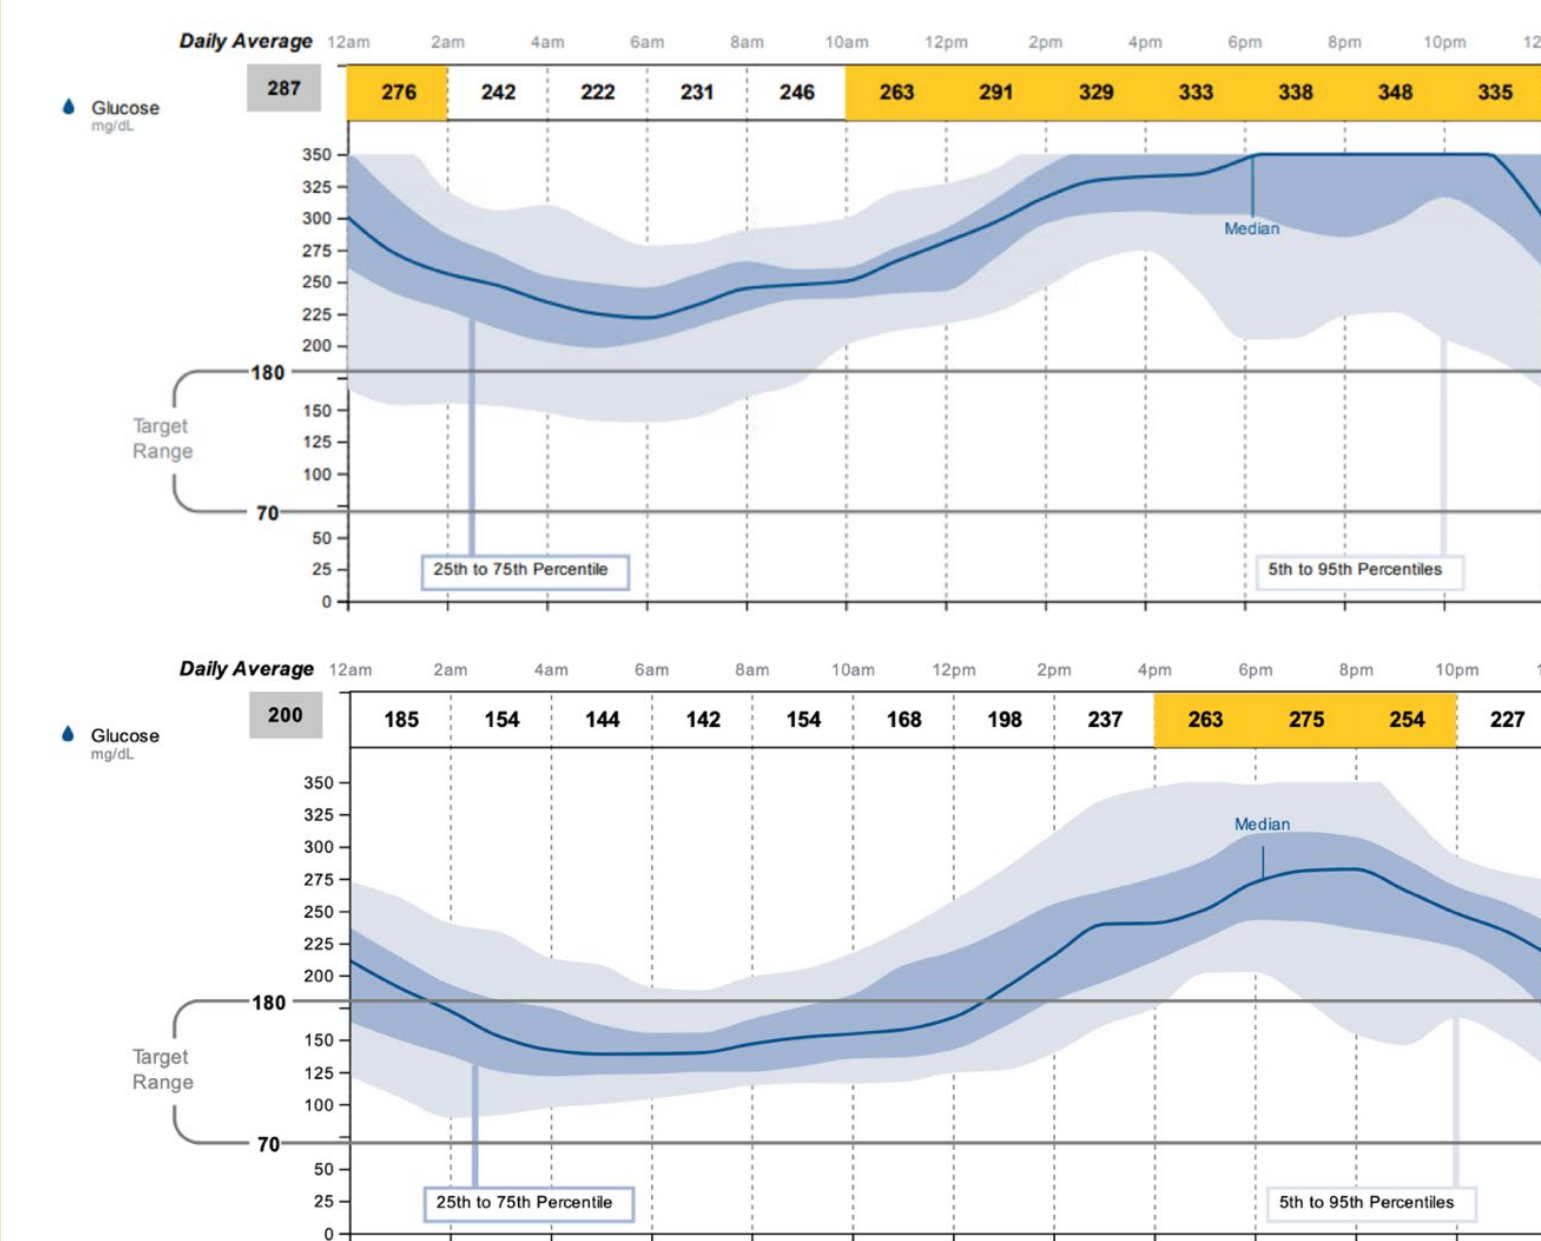 Daily Average 12am 2am 4am 6am 8am 10am 12pm 2pm 4pm 6pm 8pm 10pm 12
287 276 242 222 231 246 263 291 329 333 338 348 335
Glucose
mg/dL
350
325
300
275
Median
250
225
200
180
Target
Range
150
125
100
70
50
25
25th to 75th Percentile 5th to 95th Percentiles
0
Daily Average 12am 2am 4am 6am 8am 10am 12pm 2pm 4pm 6pm 8pm 10pm 1
200 185 154 144 142 154 168 198 237 263 275 254 227
Glucose
mg/dL
350
325
Median
300
275
250
225
200
180
Target
Range
150
125
100
70
50
25
25th to 75th Percentile 5th to 95th Percentiles
0